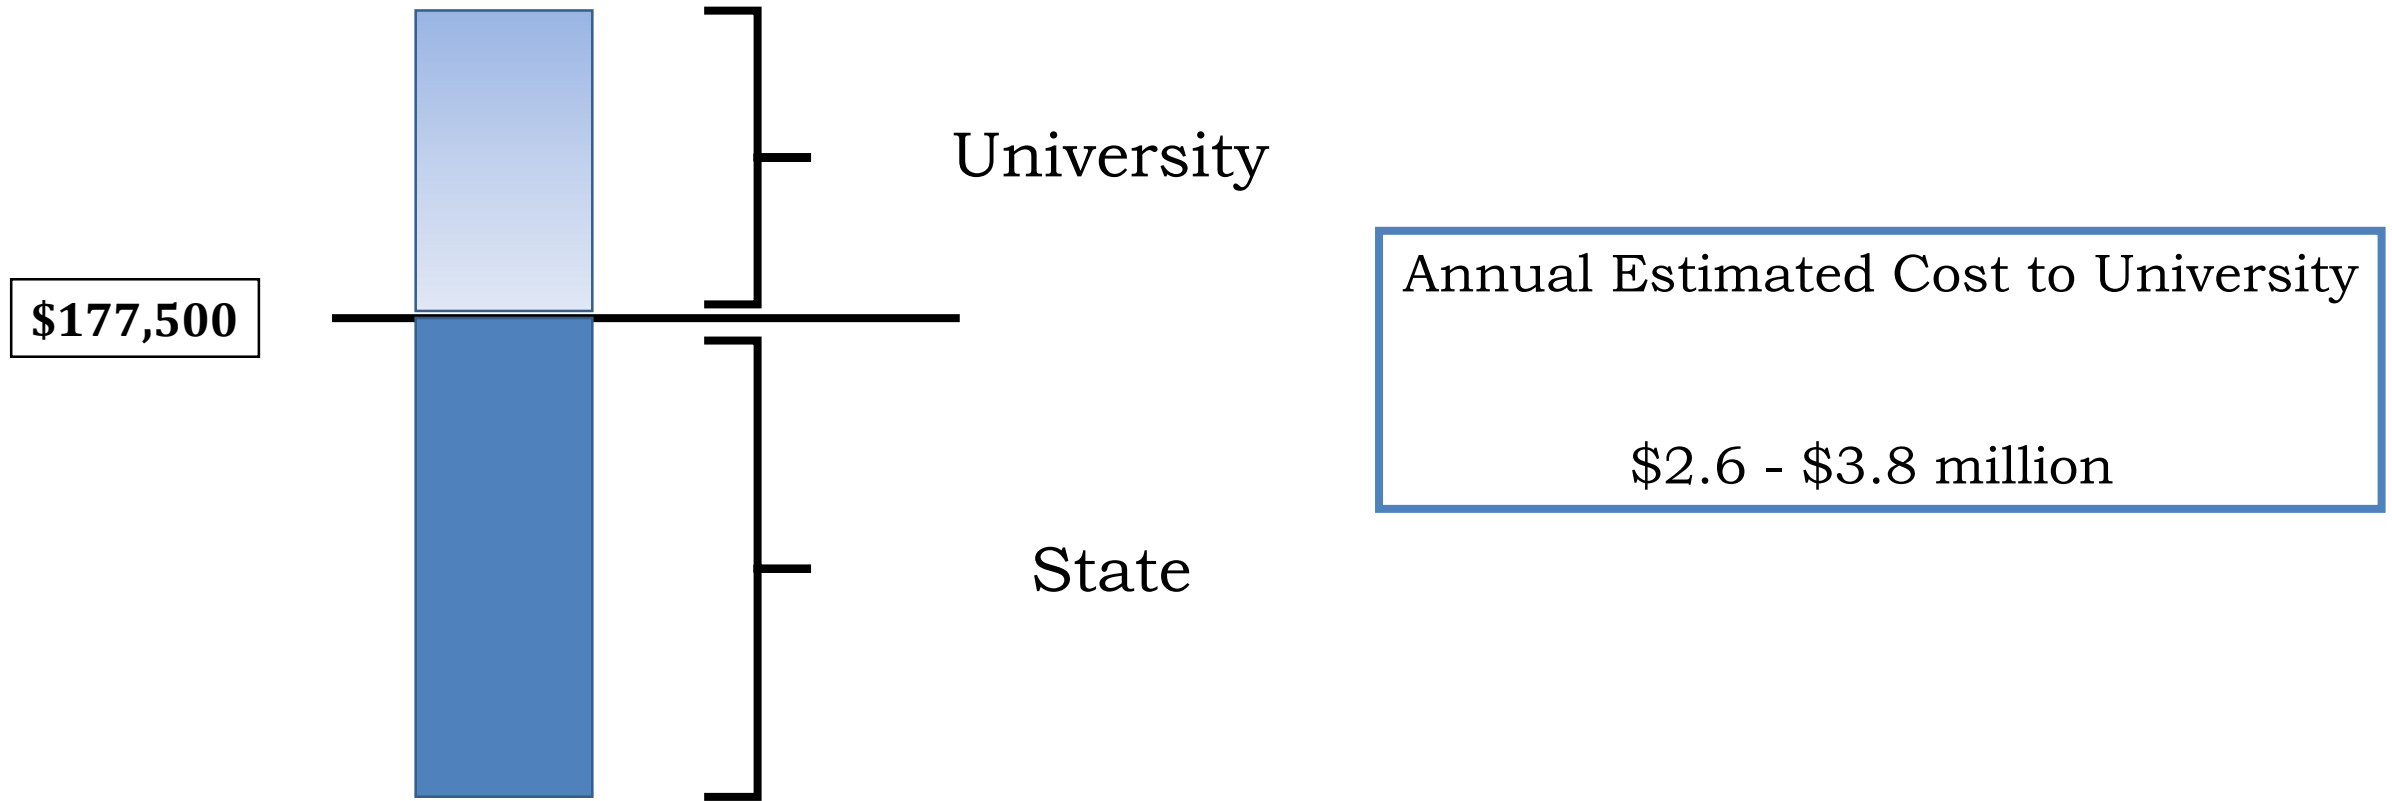 University
$177,500
Annual Estimated Cost to University
$2.6 - $3.8 million
State